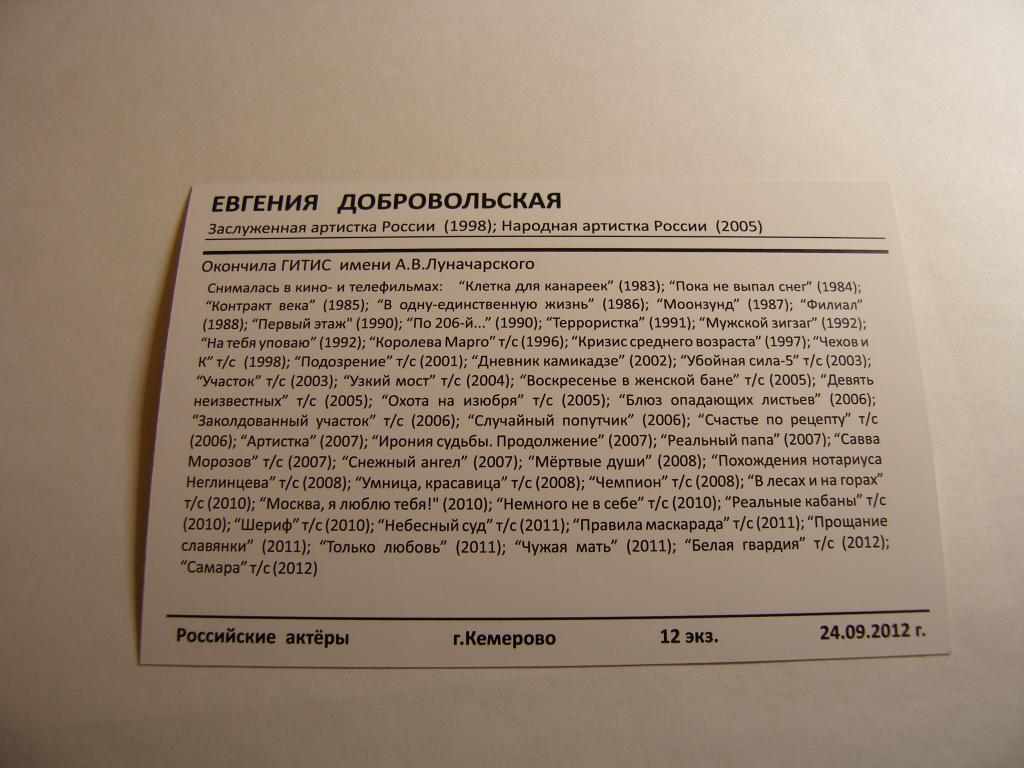 ЕВГЕНИЯ ДОБРОВОЛЬСКАЯ
Заслуженная артистка России (1998); Народная артистка России (2005)
Окончила ГИТИС имени А.В.Луначарского
Снималась в кино- и телефильмах: "Клетка для канареек" (1983); "Пока не выпал снег" (1984);
"Контракт века" (1985); "В одну-единственную жизнь" (1986); "Моонзунд" (1987); "Филиал"
(1988); "Первый этаж" (1990); "По 206-й..." (1990); "Террористка" (1991); "Мужской зигзаг" (1992);
"На тебя уповаю" (1992); "Королева Марго" т/с (1996); "Кризис среднего возраста" (1997); "Чехов и
К" т/с (1998); "Подозрение" т/с (2001); "Дневник камикадзе" (2002); "Убойная сила-5" т/с (2003);
"Участок" т/с (2003); "Узкий мост" т/с (2004); "Воскресенье в женской бане" т/с (2005); "Девять
неизвестных" т/с (2005); "Охота на изюбря" т/с (2005); "Блюз опадающих листьев" (2006);
"Заколдованный участок" т/с (2006); "Случайный попутчик" (2006); "Счастье по рецепту" т/с
(2006); "Артистка" (2007); "Ирония судьбы. Продолжение" (2007); "Реальный папа" (2007); "Савва
Морозов" т/с (2007); "Снежный ангел" (2007); "Мёртвые души" (2008); "Похождения нотариуса
Неглинцева" т/с (2008); "Умница, красавица" т/с (2008); "Чемпион" т/с (2008); "В лесах и на горах"
т/с (2010); "Москва, я люблю тебя!" (2010); "Немного не в себе" т/с (2010); "Реальные кабаны" т/с
(2010); "Шериф" т/с (2010); "Небесный суд" т/с (2011); "Правила маскарада" т/с (2011); "Прощание
славянки" (2011); "Только любовь" (2011); "Чужая мать" (2011); "Белая гвардия" т/с (2012);
"Самара" т/с (2012)
Российские актёры г.Кемерово 12 экз. 24.09.2012 г.